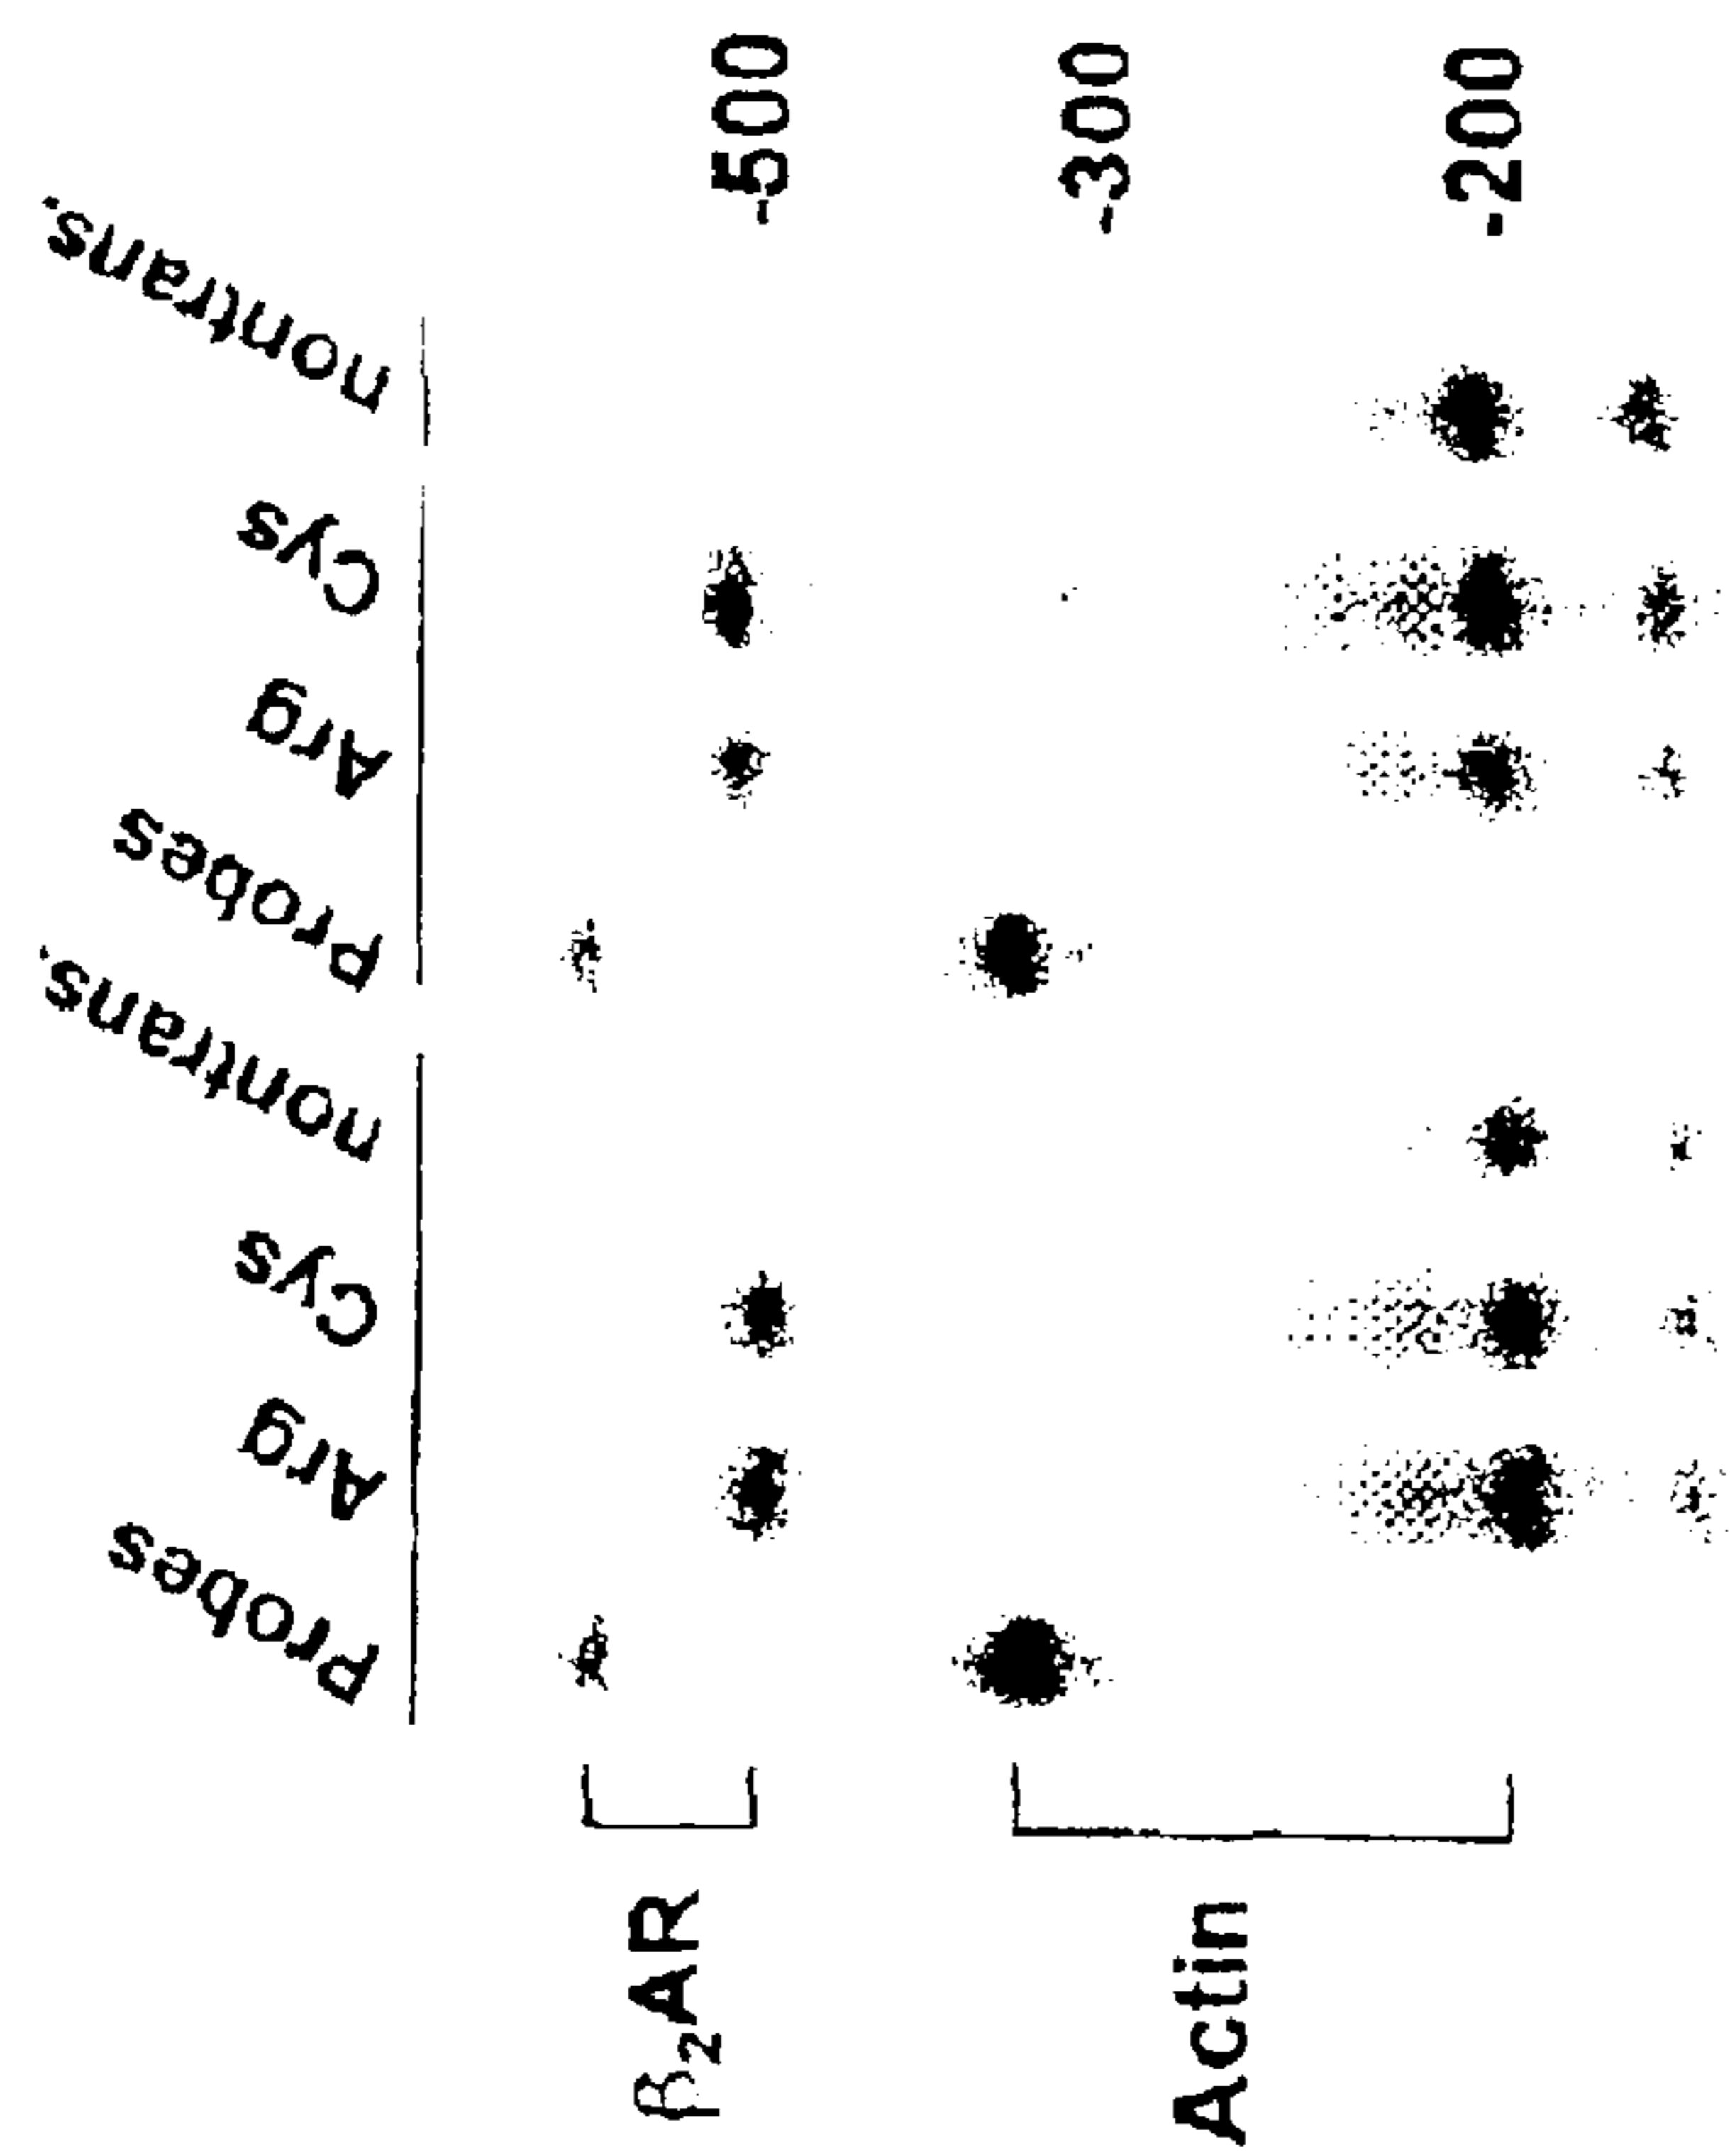 Probes Arg Cys nontrans. Probes Arg Cys nontrans.
β₂AR
-500
-300
Actin
-200